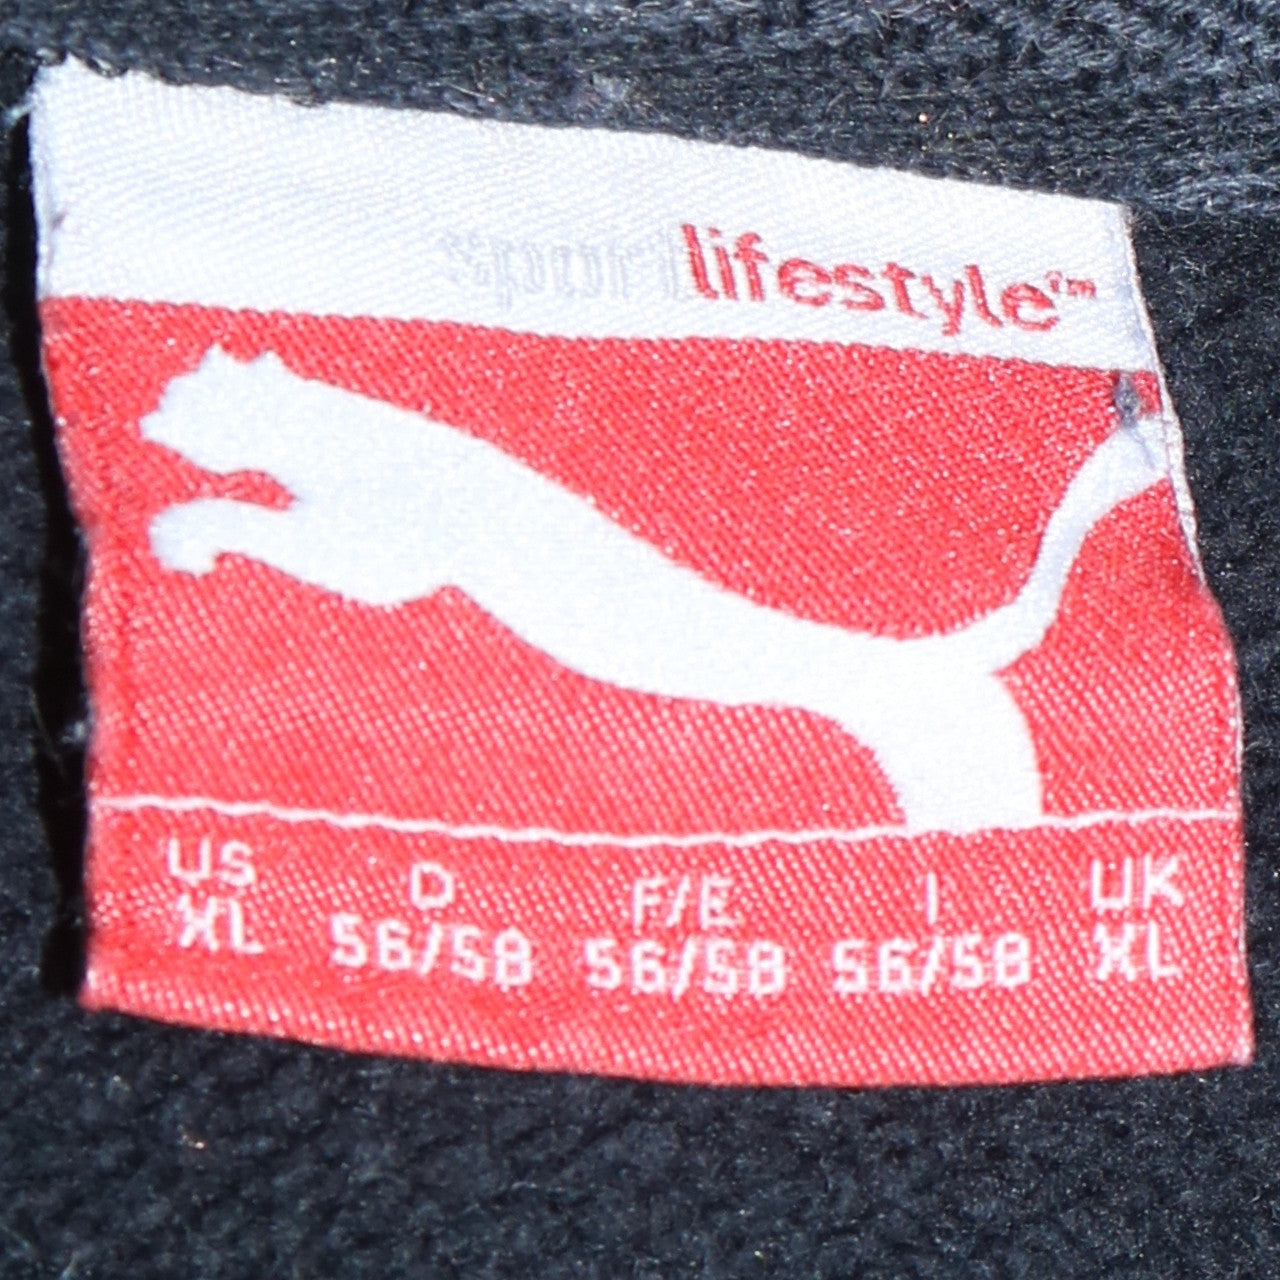 sportlifestyle™
US D F/E I UK
XL 56/58 56/58 56/58 XL